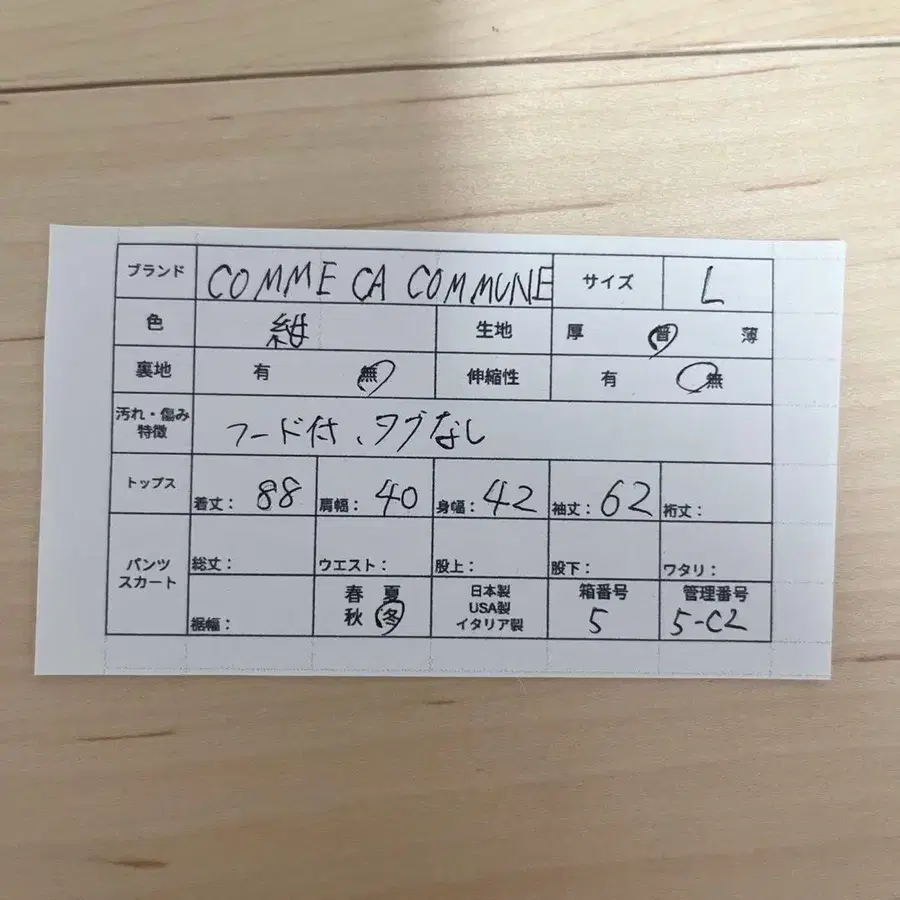 ブランド COMME CA COMMUNE サイズ L
色 紺 生地 厚 普 薄
裏地 有 無 伸縮性 有 無
汚れ・傷み
特徴 フード付、タグなし
トップス 着丈: 88 肩幅: 40 身幅: 42 袖丈: 62 裄丈:
パンツ
スカート 総丈: ウエスト: 股上: 股下: ワタリ:
裾幅: 春 夏
秋 冬
日本製
USA製
イタリア製
箱番号
5
管理番号
5-C2